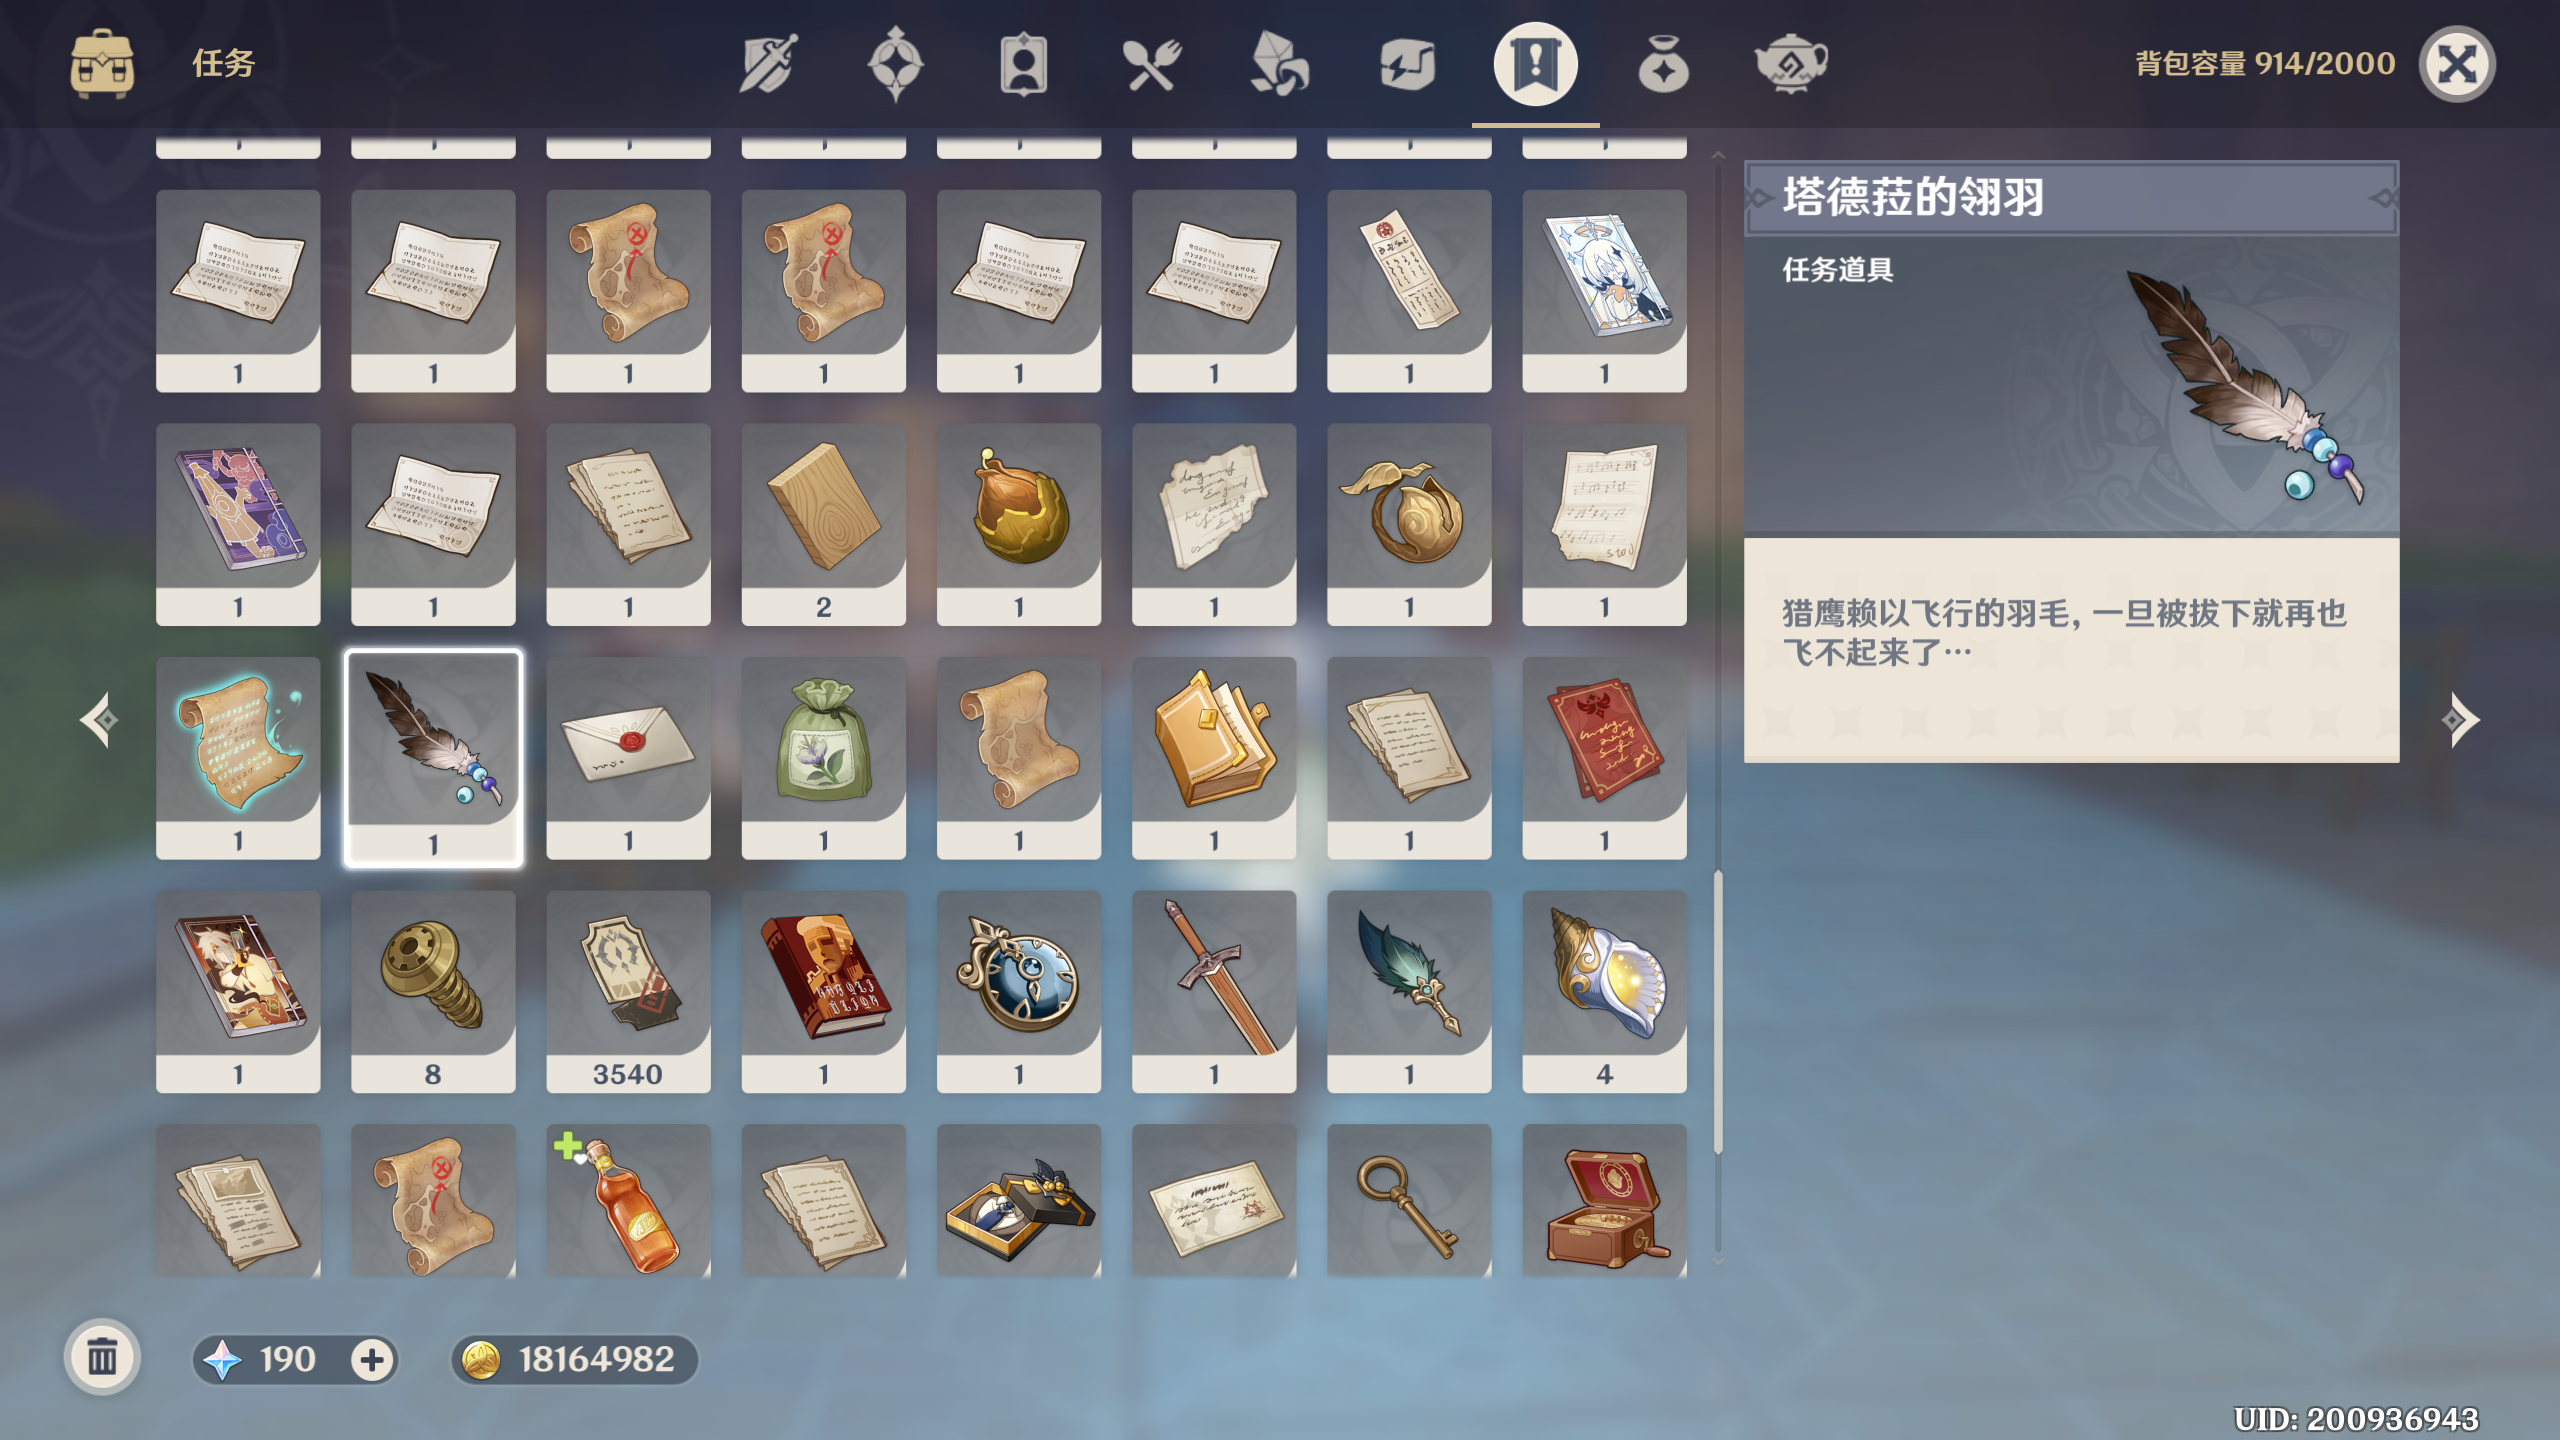 任务
背包容量 914/2000
1 1 1 1 1 1 1 1
1 1 1 2 1 1 1 1
1 1 1 1 1 1 1 1
1 8 3540 1 1 1 1 4
塔德菈的翎羽
任务道具
猎鹰赖以飞行的羽毛，一旦被拔下就再也
飞不起来了…
190
18164982
UID: 200936943